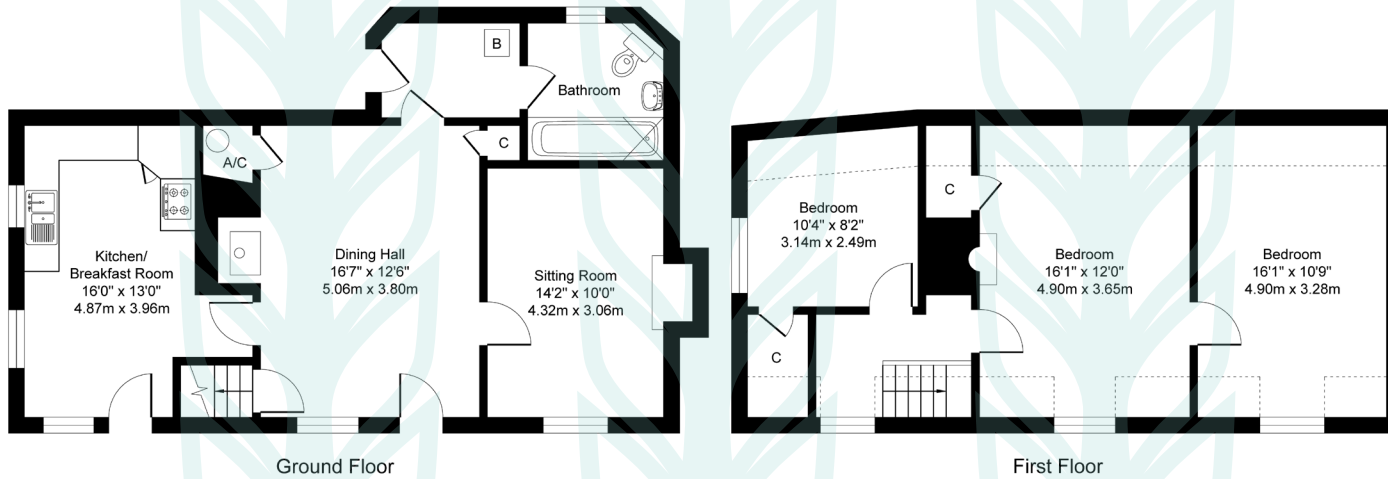 B
Bathroom
C
A/C
Kitchen/
Breakfast Room
16'0" x 13'0"
4.87m x 3.96m
Dining Hall
16'7" x 12'6"
5.06m x 3.80m
Sitting Room
14'2" x 10'0"
4.32m x 3.06m
Ground Floor
C
Bedroom
10'4" x 8'2"
3.14m x 2.49m
C
Bedroom
16'1" x 12'0"
4.90m x 3.65m
Bedroom
16'1" x 10'9"
4.90m x 3.28m
First Floor